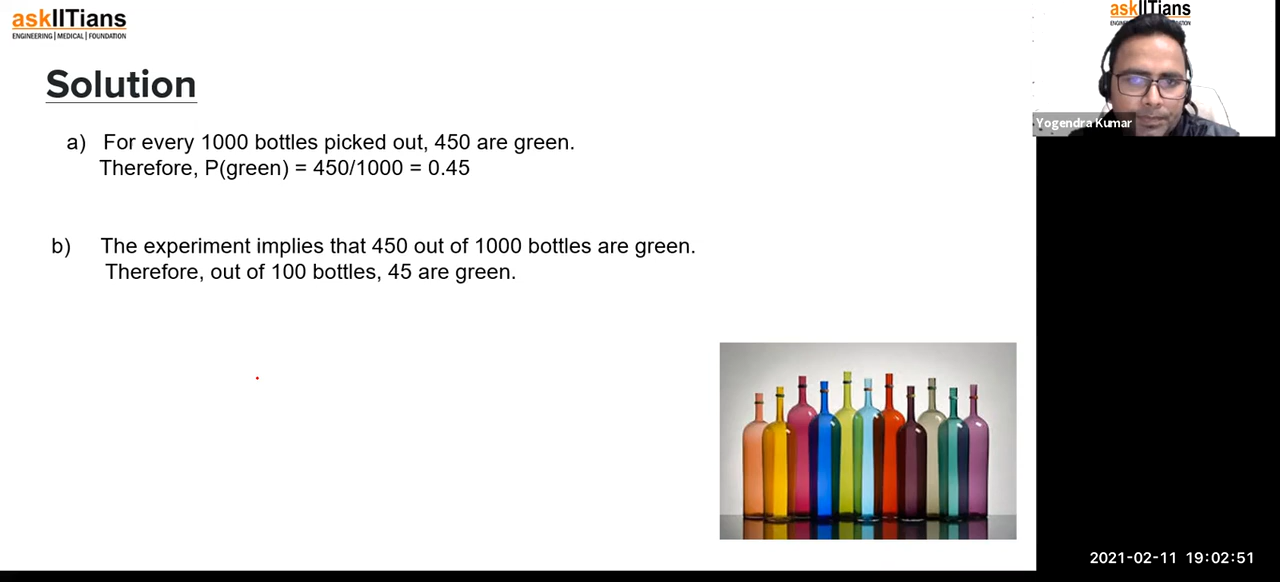 askIITians
ENGINEERING | MEDICAL | FOUNDATION
Solution
a) For every 1000 bottles picked out, 450 are green.
Therefore, P(green) = 450/1000 = 0.45
b) The experiment implies that 450 out of 1000 bottles are green.
Therefore, out of 100 bottles, 45 are green.
askIITians
Yogendra Kumar
2021-02-11 19:02:51